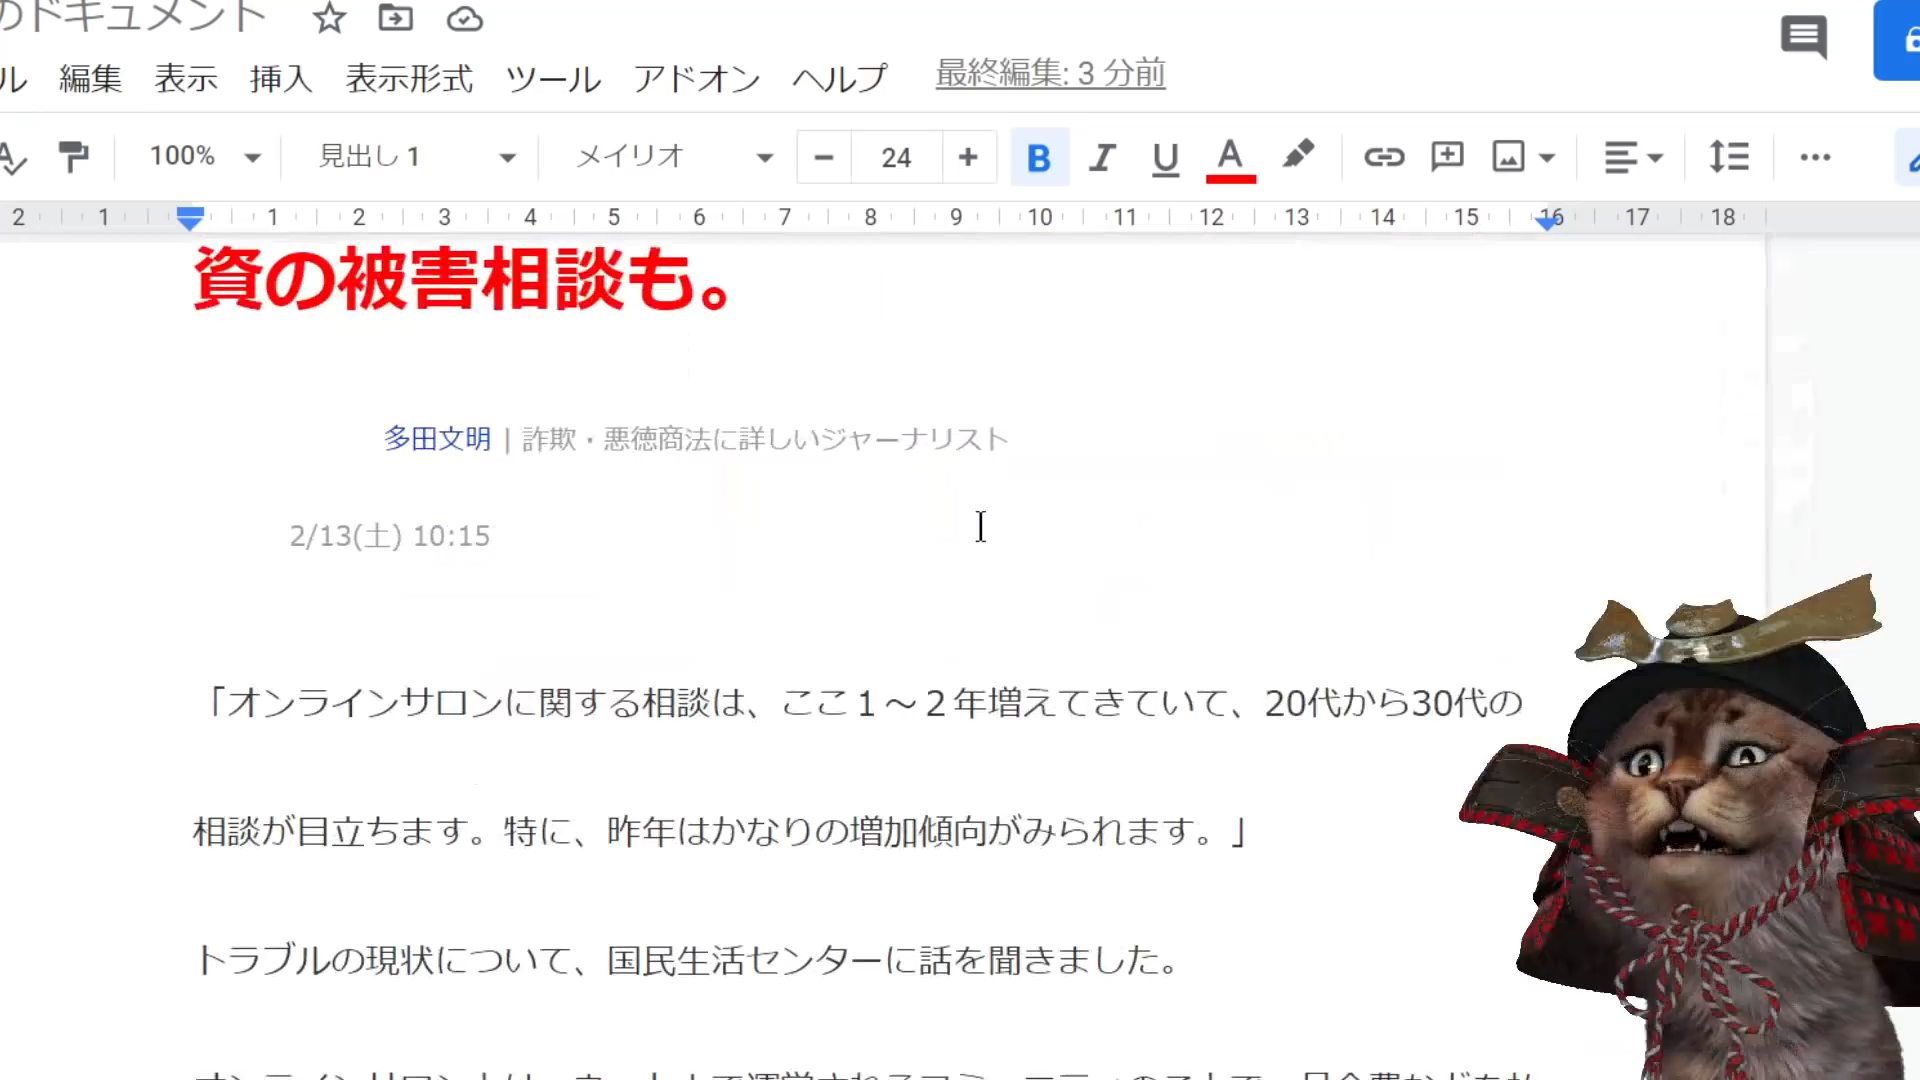 のドキュメント
ル 編集 表示 挿入 表示形式 ツール アドオン ヘルプ 最終編集: 3 分前
100% 見出し 1 メイリオ 24 B I U A
2 1 1 2 3 4 5 6 7 8 9 10 11 12 13 14 15 16 17 18
資の被害相談も。
多田文明 | 詐欺・悪徳商法に詳しいジャーナリスト
2/13(土) 10:15
「オンラインサロンに関する相談は、ここ１～２年増えてきていて、20代から30代の
相談が目立ちます。特に、昨年はかなりの増加傾向がみられます。」
トラブルの現状について、国民生活センターに話を聞きました。